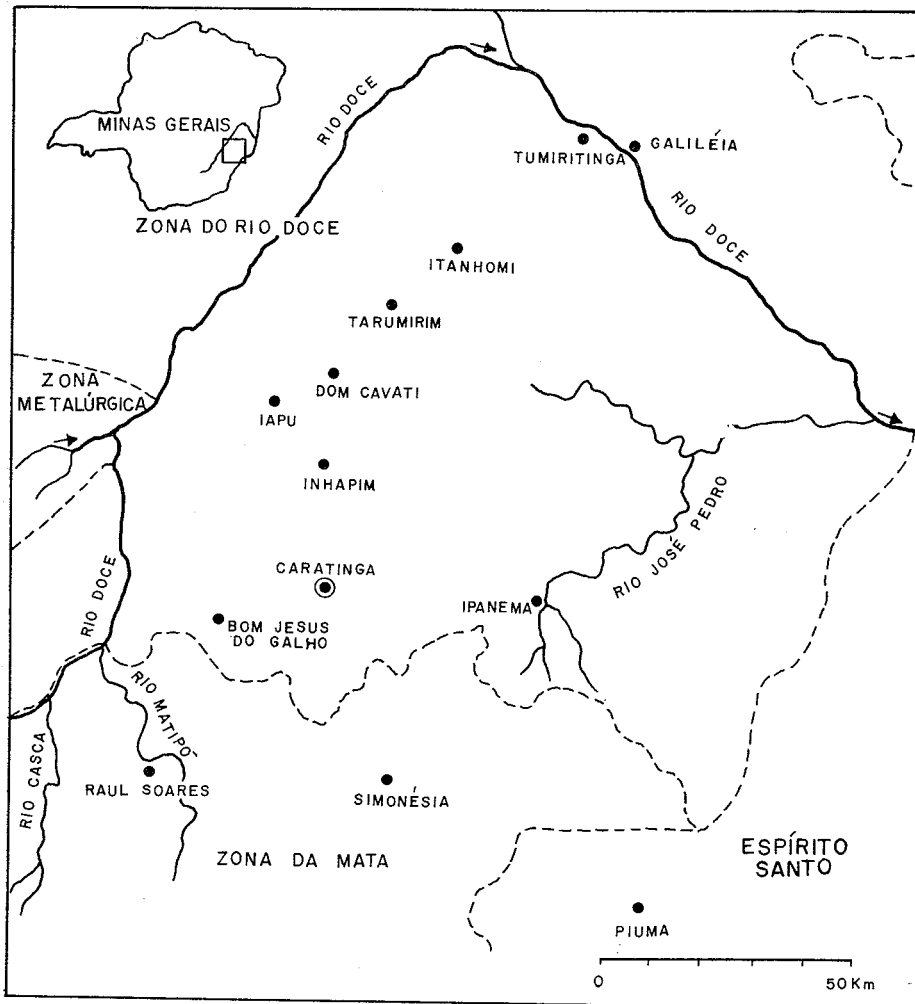 MINAS GERAIS
ZONA DO RIO DOCE
RIO DOCE
TUMIRITINGA
GALILÉIA
RIO DOCE
ITANHOMI
TARUMIRIM
ZONA
METALÚRGICA
DOM CAVATI
IAPU
INHAPIM
RIO JOSÉ PEDRO
CARATINGA
RIO DOCE
BOM JESUS
DO GALHO
IPANEMA
RIO MATIPÓ
RIO CASCA
RAUL SOARES
SIMONÉSIA
ZONA DA MATA
ESPÍRITO
SANTO
PIUMA
0
50 Km